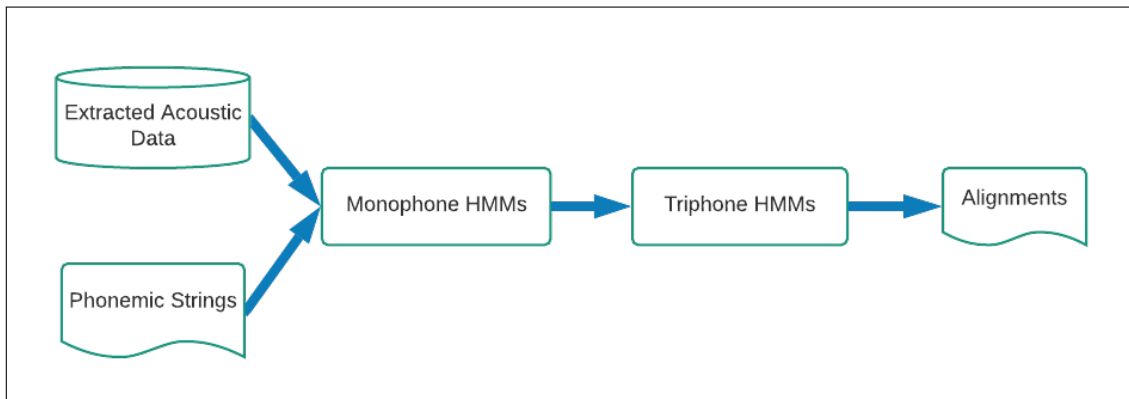 Extracted Acoustic
Data
Phonemic Strings
Monophone HMMs
Triphone HMMs
Alignments